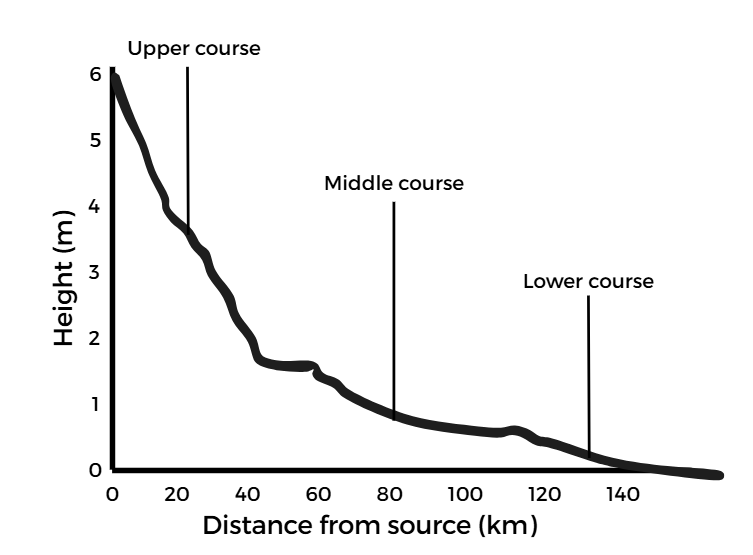 Upper course
Middle course
Lower course
Height (m)
6
5
4
3
2
1
0
0 20 40 60 80 100 120 140
Distance from source (km)